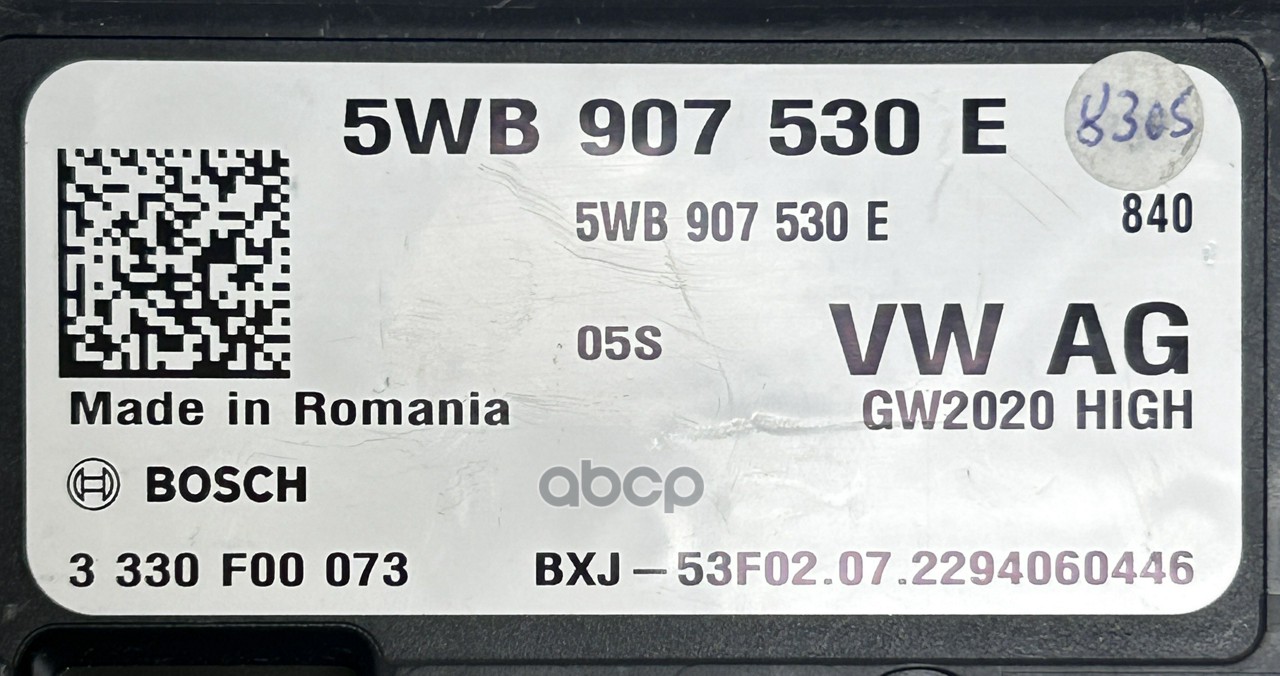 5WB 907 530 E
8305
5WB 907 530 E
840
05S
VW AG
Made in Romania
GW2020 HIGH
BOSCH
abcp
3 330 F00 073
BXJ – 53F02.07.2294060446